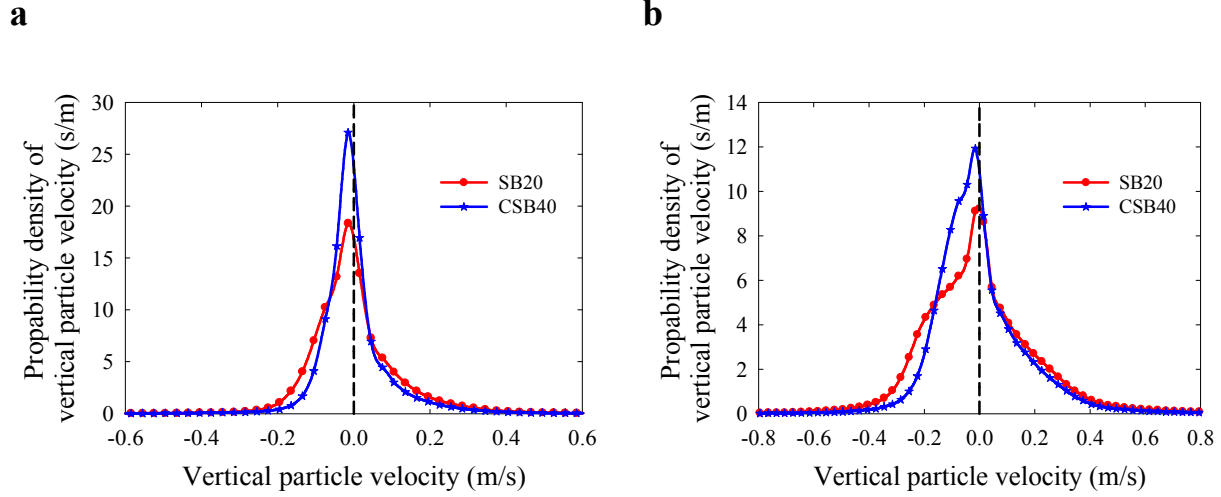 a
b
Propability density of
vertical particle velocity (s/m)
30
25
20
15
10
5
0
SB20
CSB40
-0.6
-0.4
-0.2
0.0
0.2
0.4
0.6
Vertical particle velocity (m/s)
Propability density of
vertical particle velocity (s/m)
14
12
10
8
6
4
2
0
SB20
CSB40
-0.8
-0.6
-0.4
-0.2
0.0
0.2
0.4
0.6
0.8
Vertical particle velocity (m/s)